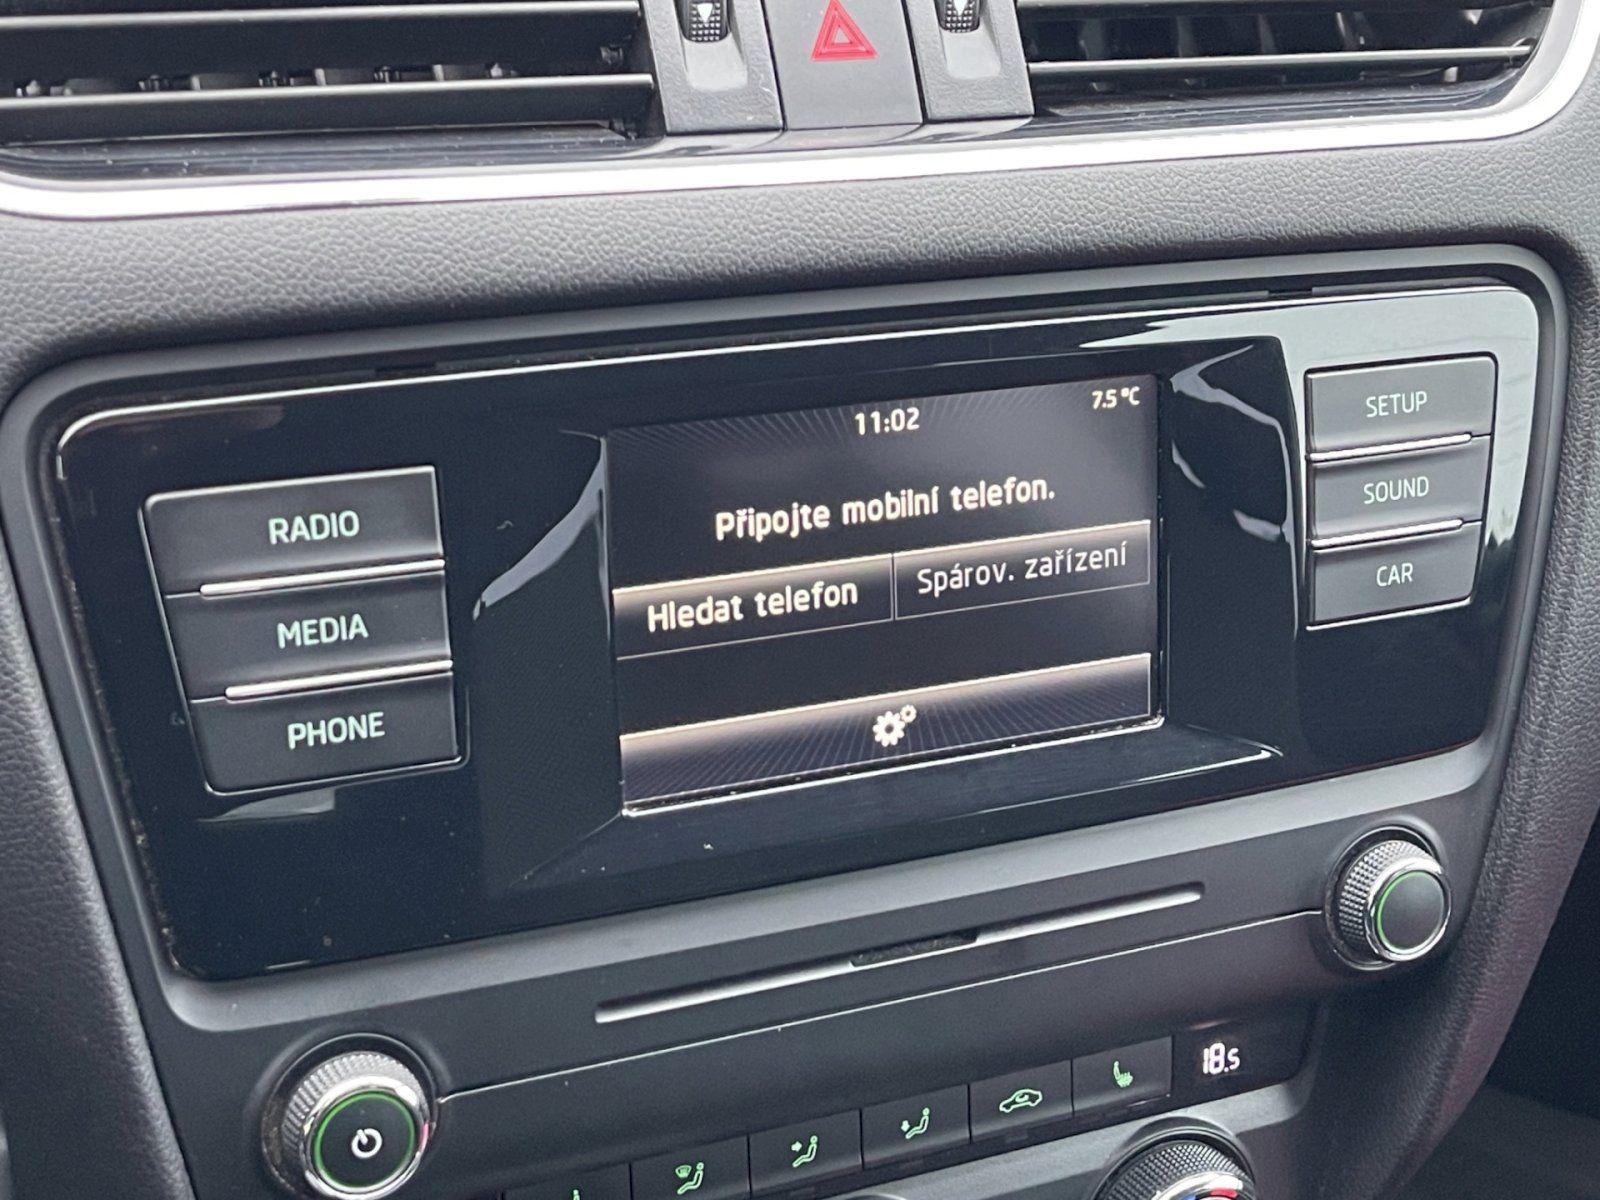 11:02
7.5 °C
Připojte mobilní telefon.
Hledat telefon
Spárov. zařízení
RADIO
MEDIA
PHONE
SETUP
SOUND
CAR
18.5